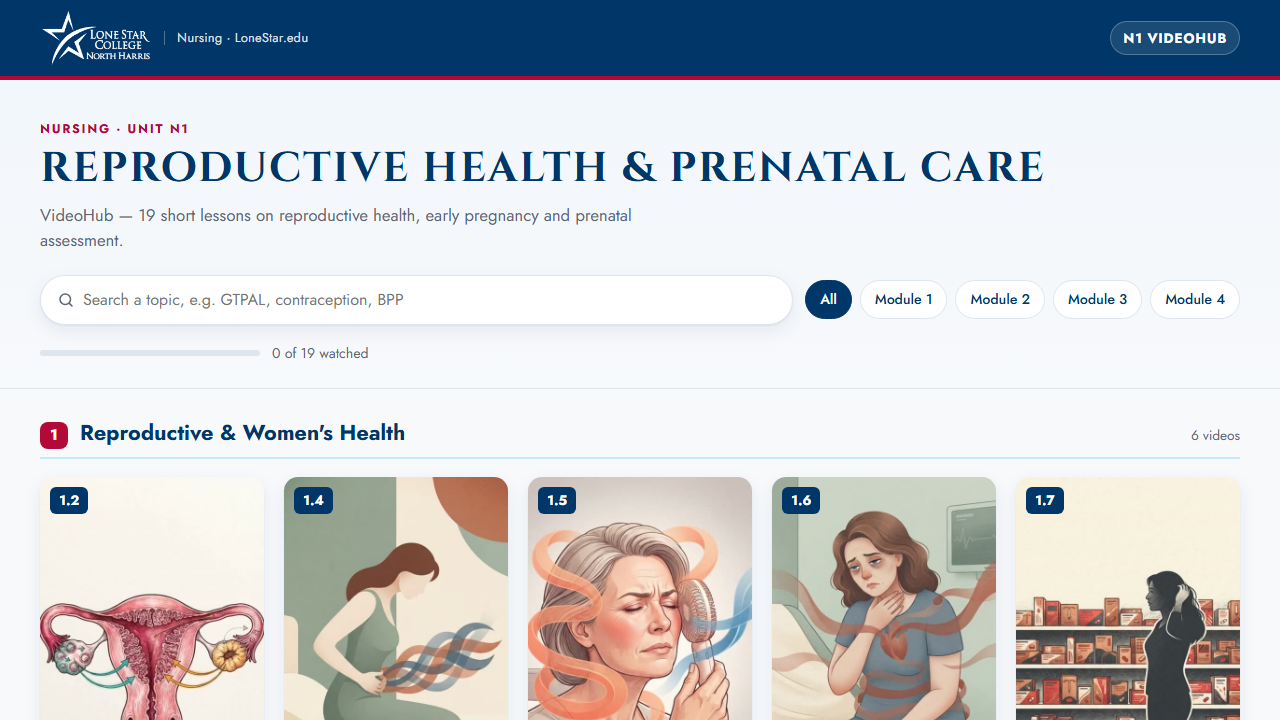 LONE STAR
COLLEGE
NORTH HARRIS
Nursing · LoneStar.edu
N1 VIDEOHUB
NURSING · UNIT N1
REPRODUCTIVE HEALTH & PRENATAL CARE
VideoHub — 19 short lessons on reproductive health, early pregnancy and prenatal
assessment.
Search a topic, e.g. GTPAL, contraception, BPP
All
Module 1
Module 2
Module 3
Module 4
0 of 19 watched
1
Reproductive & Women's Health
6 videos
1.2
1.4
1.5
1.6
1.7